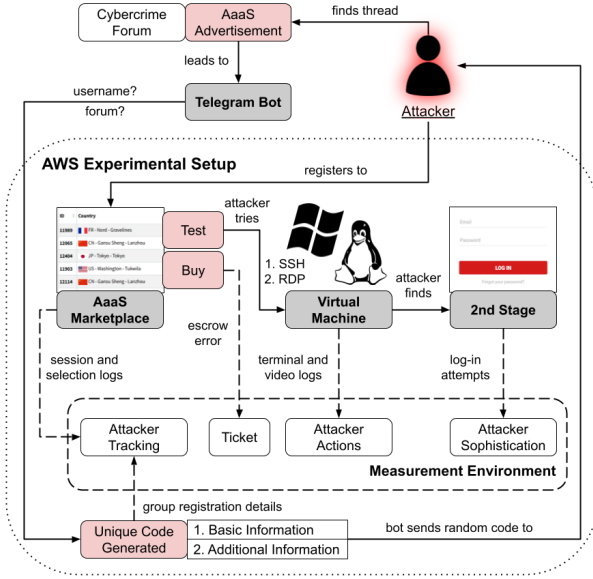 Cybercrime
Forum
AaaS
Advertisement
finds thread
leads to
username?
forum?
Telegram Bot
Attacker
AWS Experimental Setup
registers to
ID Country
11989 FR - Nord - Gravelines
12085 CN - Gansu Sheng - Lanzhou
12404 JP - Tokyo - Tokyo
11903 US - Washington - Tukwila
12114 CN - Gansu Sheng - Lanzhou
Test
Buy
attacker
tries
1. SSH
2. RDP
Email
Password
LOG IN
Forgot your password?
AaaS
Marketplace
Virtual
Machine
attacker
finds
2nd Stage
session and
selection logs
escrow
error
terminal and
video logs
log-in
attempts
Attacker
Tracking
Ticket
Attacker
Actions
Attacker
Sophistication
Measurement Environment
group registration details
Unique Code
Generated
1. Basic Information
2. Additional Information
bot sends random code to